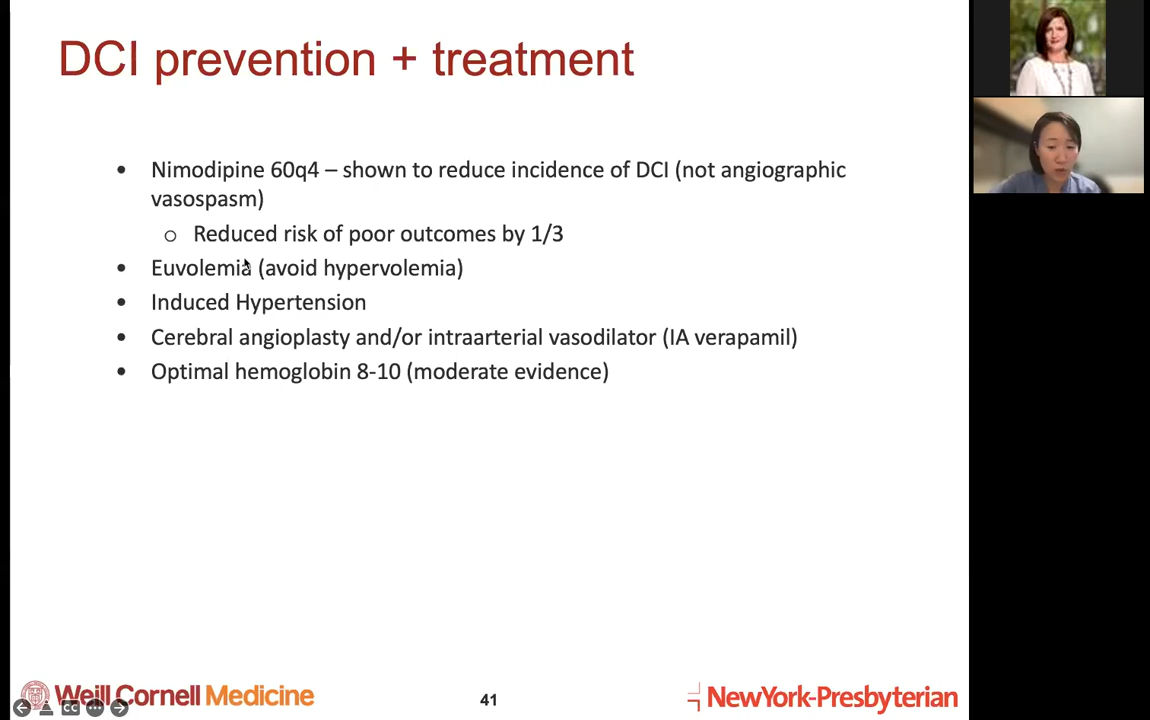 DCI prevention + treatment
• Nimodipine 60q4 – shown to reduce incidence of DCI (not angiographic
vasospasm)
o Reduced risk of poor outcomes by 1/3
• Euvolemia (avoid hypervolemia)
• Induced Hypertension
• Cerebral angioplasty and/or intraarterial vasodilator (IA verapamil)
• Optimal hemoglobin 8-10 (moderate evidence)
Weill Cornell Medicine
CC
41
NewYork-Presbyterian